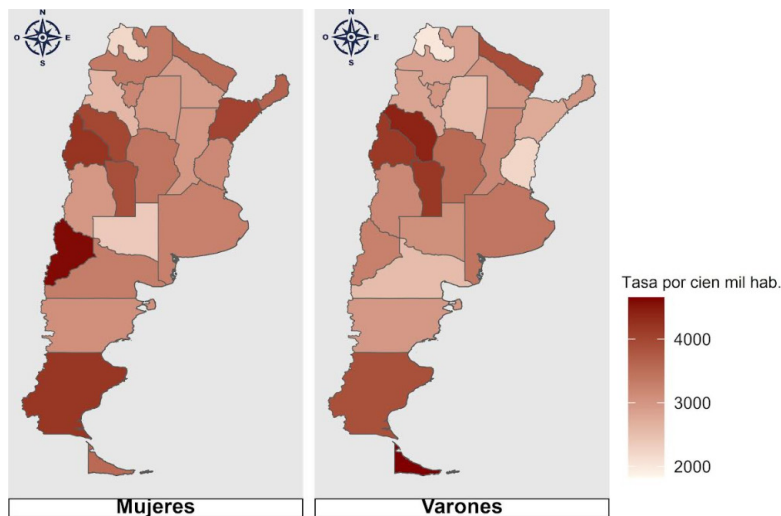 N
O E
S
N
O E
S
Tasa por cien mil hab.
4000
3000
2000
Mujeres
Varones